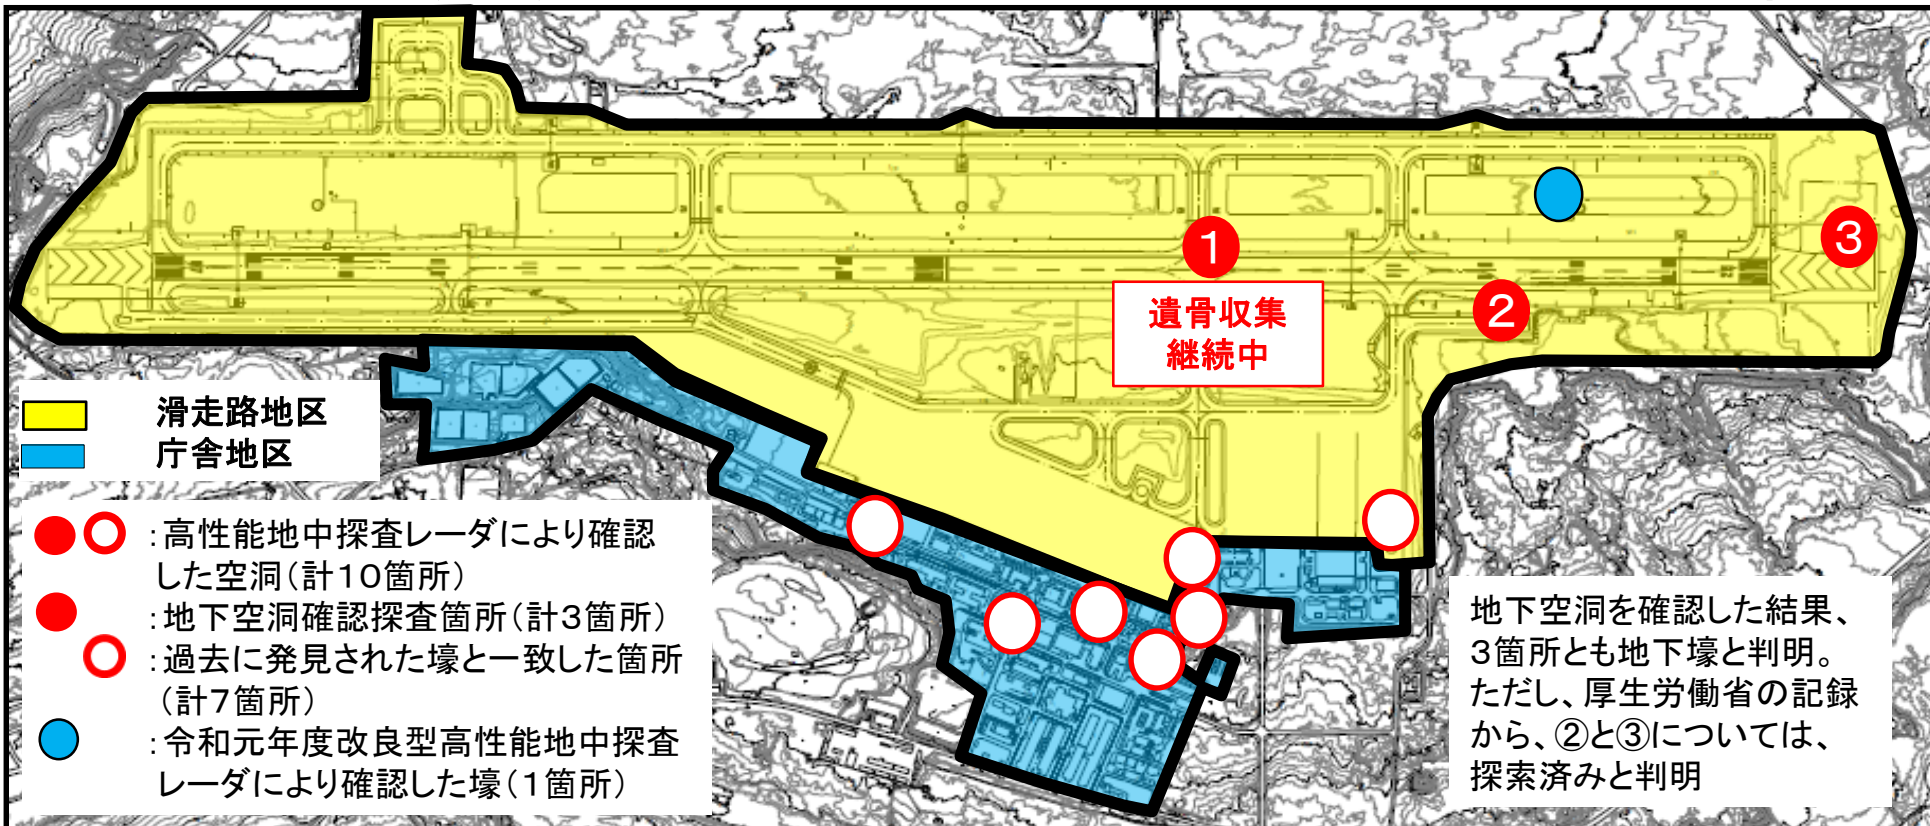 1
3
2
遺骨収集
継続中
滑走路地区
庁舎地区
：高性能地中探査レーダにより確認
した空洞（計１０箇所）
：地下空洞確認探査箇所（計３箇所）
：過去に発見された壕と一致した箇所
（計７箇所）
：令和元年度改良型高性能地中探査
レーダにより確認した壕（１箇所）
地下空洞を確認した結果、
３箇所とも地下壕と判明。
ただし、厚生労働省の記録
から、②と③については、
探索済みと判明